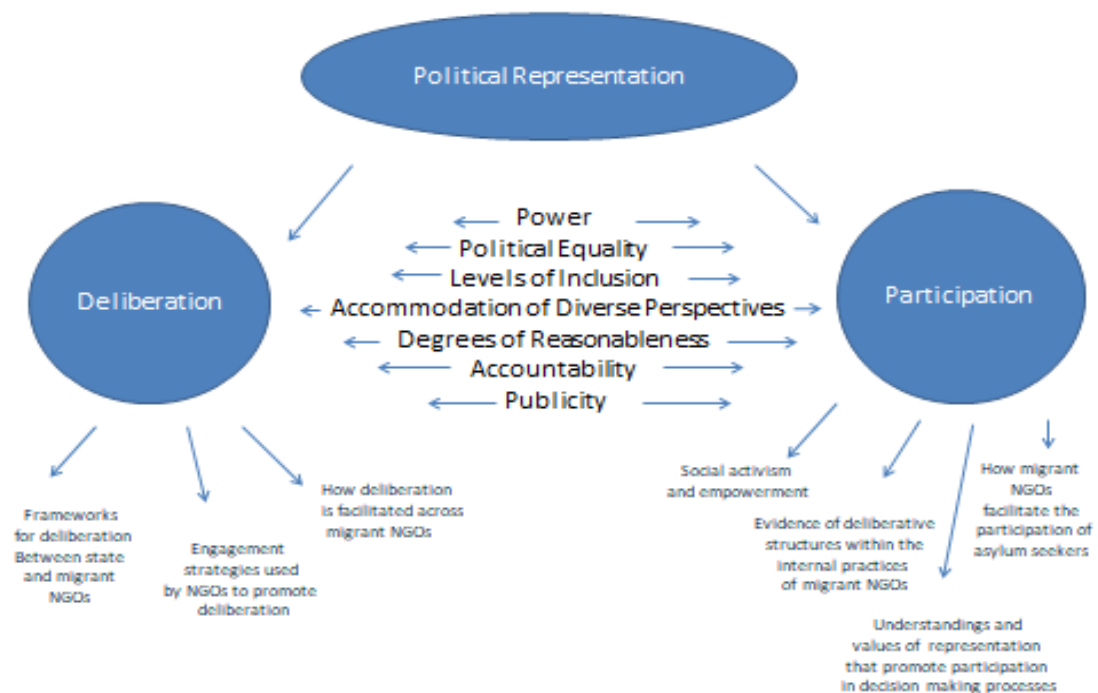 Political Representation
Deliberation
Participation
Power
Political Equality
Levels of Inclusion
Accommodation of Diverse Perspectives
Degrees of Reasonableness
Accountability
Publicity
Frameworks
for deliberation
Between state
and migrant
NGOs
Engagement
strategies used
by NGOs to promote
deliberation
How deliberation
is facilitated across
migrant NGOs
Social activism
and empowerment
Evidence of deliberative
structures within the
internal practices
of migrant NGOs
Understandings and
values of representation
that promote participation
in decision making processes
How migrant
NGOs
facilitate the
participation of
asylum seekers